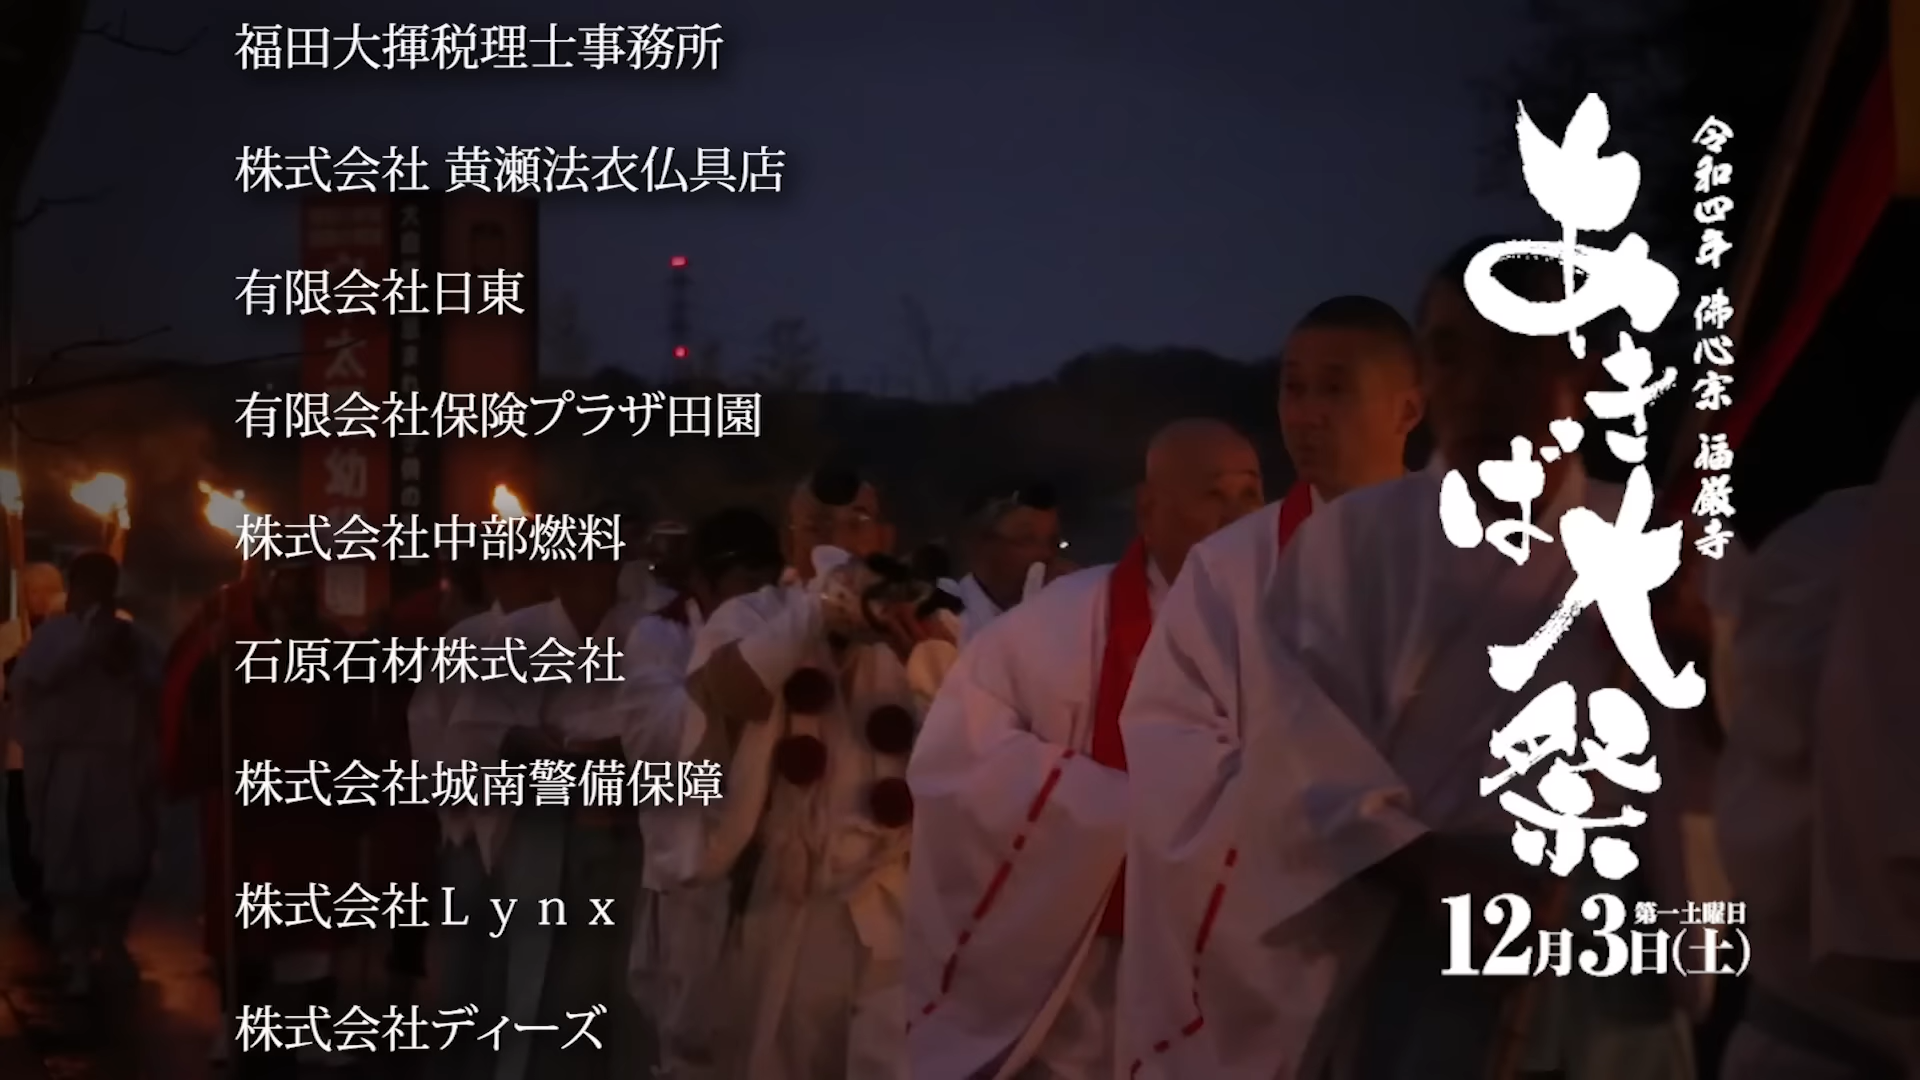 福田大揮税理士事務所
株式会社 黄瀬法衣仏具店
有限会社日東
有限会社保険プラザ田園
株式会社中部燃料
石原石材株式会社
株式会社城南警備保障
株式会社Ｌｙｎｘ
株式会社ディーズ
令和四年 佛心宗 福厳寺
あきば大祭
第一土曜日
12月3日(土)